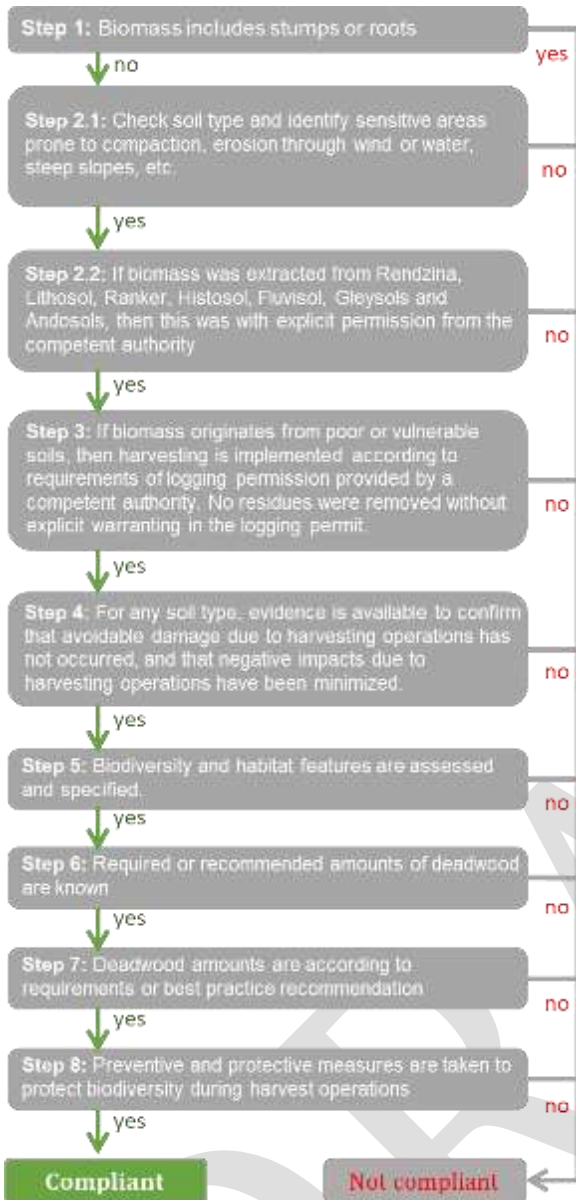 Step 1: Biomass includes stumps or roots
yes
no
Step 2.1: Check soil type and identify sensitive areas
prone to compaction, erosion through wind or water,
steep slopes, etc.
no
yes
Step 2.2: If biomass was extracted from Rendzina,
Lithosol, Ranker, Histosol, Fluvisol, Gleysols and
Andosols, then this was with explicit permission from the
competent authority
no
yes
Step 3: If biomass originates from poor or vulnerable
soils, then harvesting is implemented according to
requirements of logging permission provided by a
competent authority. No residues were removed without
explicit warranting in the logging permit.
no
yes
Step 4: For any soil type, evidence is available to confirm
that avoidable damage due to harvesting operations has
not occurred, and that negative impacts due to
harvesting operations have been minimized.
no
yes
Step 5: Biodiversity and habitat features are assessed
and specified.
no
yes
Step 6: Required or recommended amounts of deadwood
are known
no
yes
Step 7: Deadwood amounts are according to
requirements or best practice recommendation
no
yes
Step 8: Preventive and protective measures are taken to
protect biodiversity during harvest operations
no
yes
Compliant
Not compliant